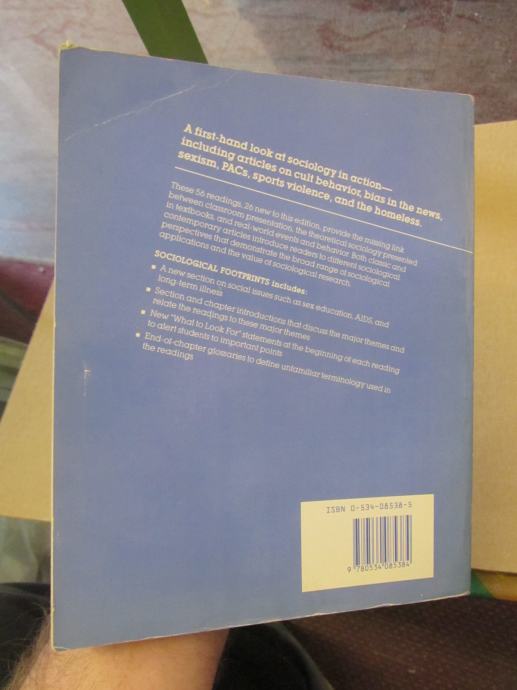 A first-hand look at sociology in action—
including articles on cult behavior, bias in the news,
sexism, PACs, sports violence, and the homeless.
These 56 readings, 26 new to this edition, provide the missing link
between classroom presentation, the theoretical sociology presented
in textbooks, and real-world events and behavior. Both classic and
contemporary articles introduce readers to different sociological
perspectives that demonstrate the broad range of sociological
applications and the value of sociological research.
SOCIOLOGICAL FOOTPRINTS includes:
▪ A new section on social issues such as sex education, AIDS, and
long-term illness
▪ Section and chapter introductions that discuss the major themes and
relate the readings to these major themes
▪ New "What to Look For" statements at the beginning of each reading
to alert students to important points
▪ End-of-chapter glossaries to define unfamiliar terminology used in
the readings
ISBN 0-534-08538-5
9 780534 085384